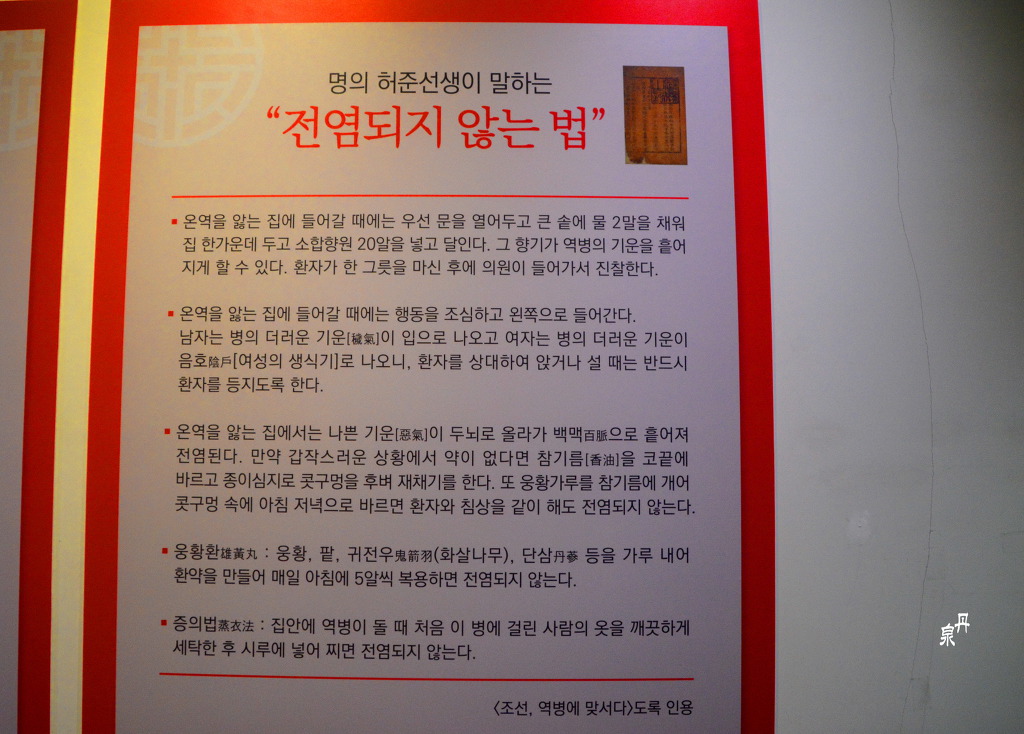 명의 허준선생이 말하는
“전염되지 않는 법”
▪ 온역을 앓는 집에 들어갈 때에는 우선 문을 열어두고 큰 솥에 물 2말을 채워
집 한가운데 두고 소합향원 20알을 넣고 달인다. 그 향기가 역병의 기운을 흩어
지게 할 수 있다. 환자가 한 그릇을 마신 후에 의원이 들어가서 진찰한다.
▪ 온역을 앓는 집에 들어갈 때에는 행동을 조심하고 왼쪽으로 들어간다.
남자는 병의 더러운 기운[穢氣]이 입으로 나오고 여자는 병의 더러운 기운이
음호陰戶[여성의 생식기]로 나오니, 환자를 상대하여 앉거나 설 때는 반드시
환자를 등지도록 한다.
▪ 온역을 앓는 집에서는 나쁜 기운[惡氣]이 두뇌로 올라가 백맥百脈으로 흩어져
전염된다. 만약 갑작스러운 상황에서 약이 없다면 참기름[香油]을 코끝에
바르고 종이심지로 콧구멍을 후벼 재채기를 한다. 또 웅황가루를 참기름에 개어
콧구멍 속에 아침 저녁으로 바르면 환자와 침상을 같이 해도 전염되지 않는다.
▪ 웅황환雄黃丸 : 웅황, 팥, 귀전우鬼箭羽(화살나무), 단삼丹蔘 등을 가루 내어
환약을 만들어 매일 아침에 5알씩 복용하면 전염되지 않는다.
▪ 증의법蒸衣法 : 집안에 역병이 돌 때 처음 이 병에 걸린 사람의 옷을 깨끗하게
세탁한 후 시루에 넣어 찌면 전염되지 않는다.
〈조선, 역병에 맞서다〉도록 인용
丹
泉